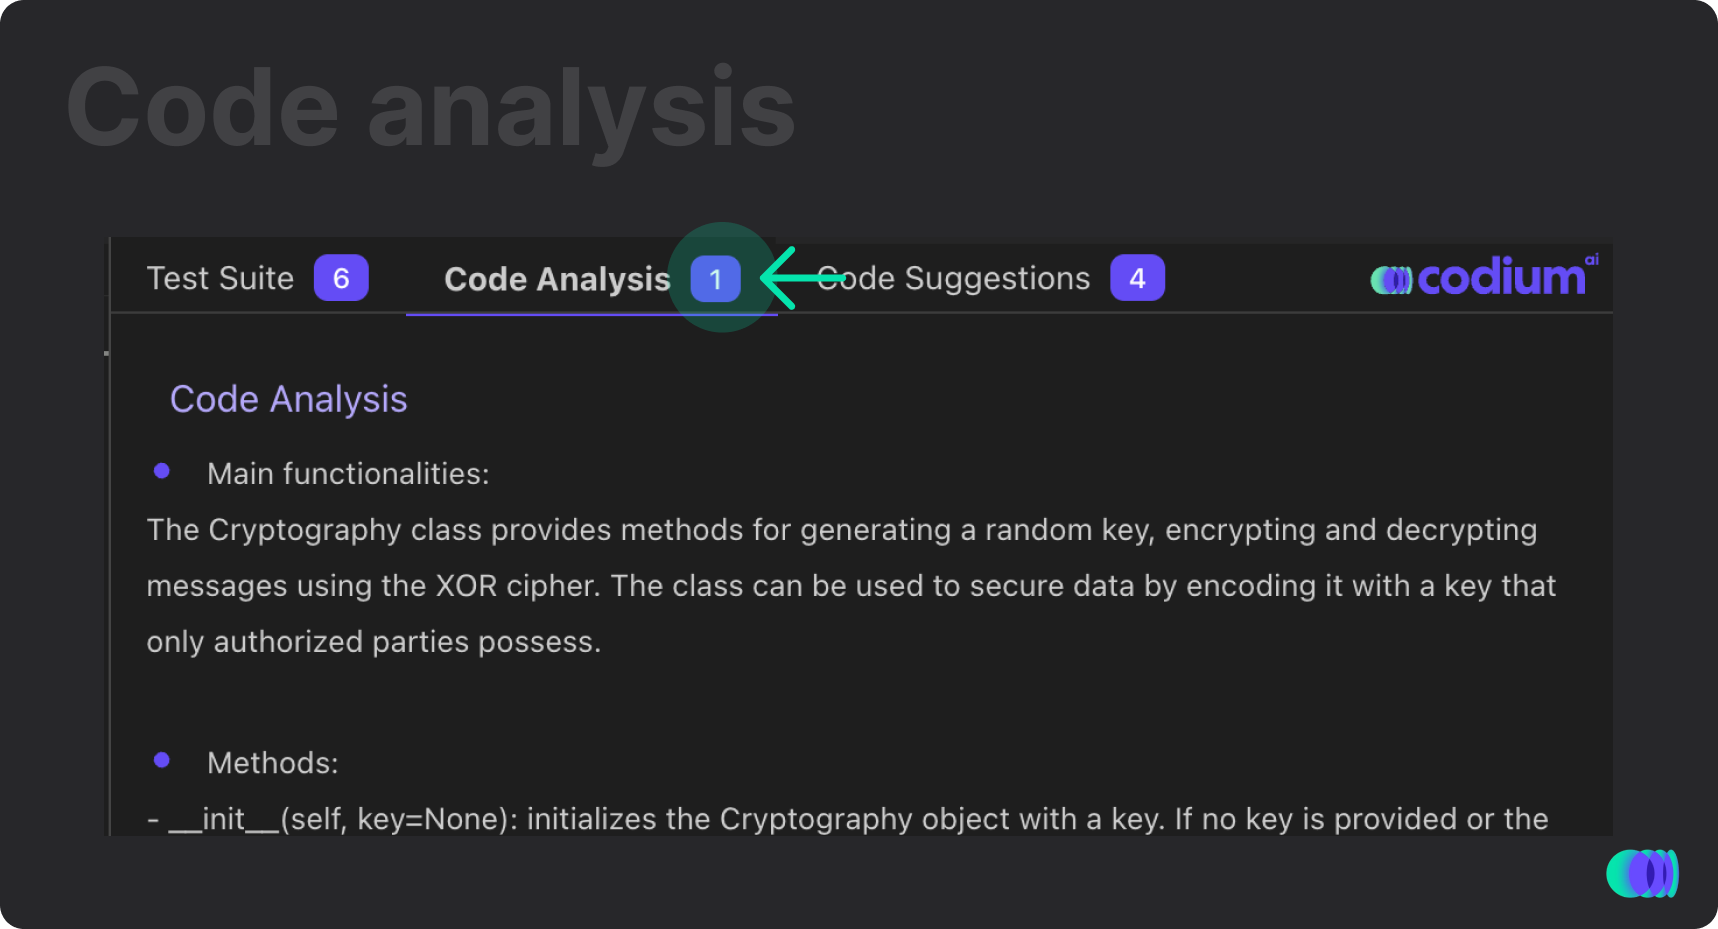 Code analysis
Test Suite 6 Code Analysis 1 Code Suggestions 4 codium ai
Code Analysis
Main functionalities:
The Cryptography class provides methods for generating a random key, encrypting and decrypting
messages using the XOR cipher. The class can be used to secure data by encoding it with a key that
only authorized parties possess.
Methods:
- __init__(self, key=None): initializes the Cryptography object with a key. If no key is provided or the